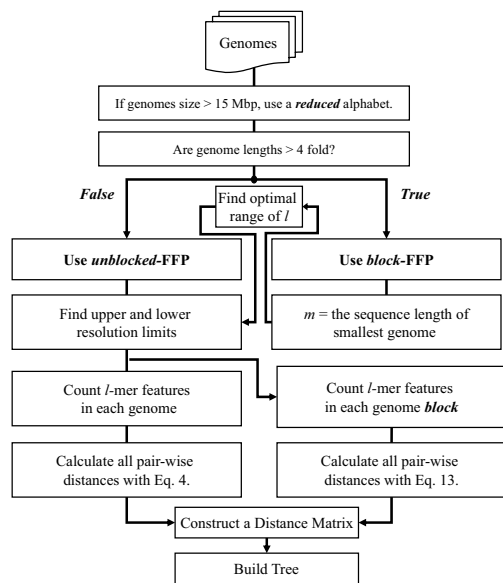 Genomes
If genomes size > 15 Mbp, use a reduced alphabet.
Are genome lengths > 4 fold?
False
True
Find optimal
range of l
Use unblocked-FFP
Use block-FFP
Find upper and lower
resolution limits
m = the sequence length of
smallest genome
Count l-mer features
in each genome
Count l-mer features
in each genome block
Calculate all pair-wise
distances with Eq. 4.
Calculate all pair-wise
distances with Eq. 13.
Construct a Distance Matrix
Build Tree